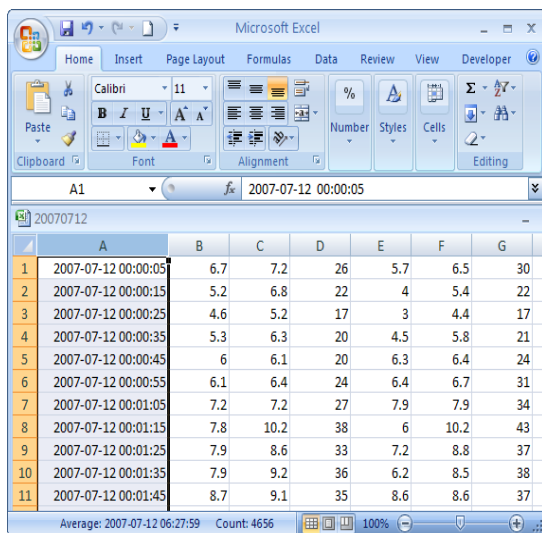 Microsoft Excel
Home Insert Page Layout Formulas Data Review View Developer
Calibri 11
B I U A A
A
Paste
% Number
A Styles
Cells
Σ A Z
Clipboard Font Alignment Editing
A1 fx 2007-07-12 00:00:05
20070712
A B C D E F G
1 2007-07-12 00:00:05 6.7 7.2 26 5.7 6.5 30
2 2007-07-12 00:00:15 5.2 6.8 22 4 5.4 22
3 2007-07-12 00:00:25 4.6 5.2 17 3 4.4 17
4 2007-07-12 00:00:35 5.3 6.3 20 4.5 5.8 21
5 2007-07-12 00:00:45 6 6.1 20 6.3 6.4 24
6 2007-07-12 00:00:55 6.1 6.4 24 6.4 6.7 31
7 2007-07-12 00:01:05 7.2 7.2 27 7.9 7.9 34
8 2007-07-12 00:01:15 7.8 10.2 38 6 10.2 43
9 2007-07-12 00:01:25 7.9 8.6 33 7.2 8.8 37
10 2007-07-12 00:01:35 7.9 9.2 36 6.2 8.5 38
11 2007-07-12 00:01:45 8.7 9.1 35 8.6 8.6 37
Average: 2007-07-12 06:27:59 Count: 4656 100%